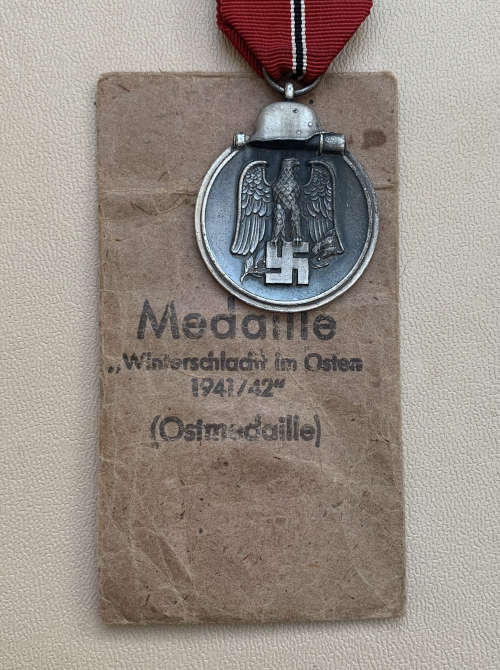 Medaille
„Winterschlacht im Osten
1941/42"
(Ostmedaille)